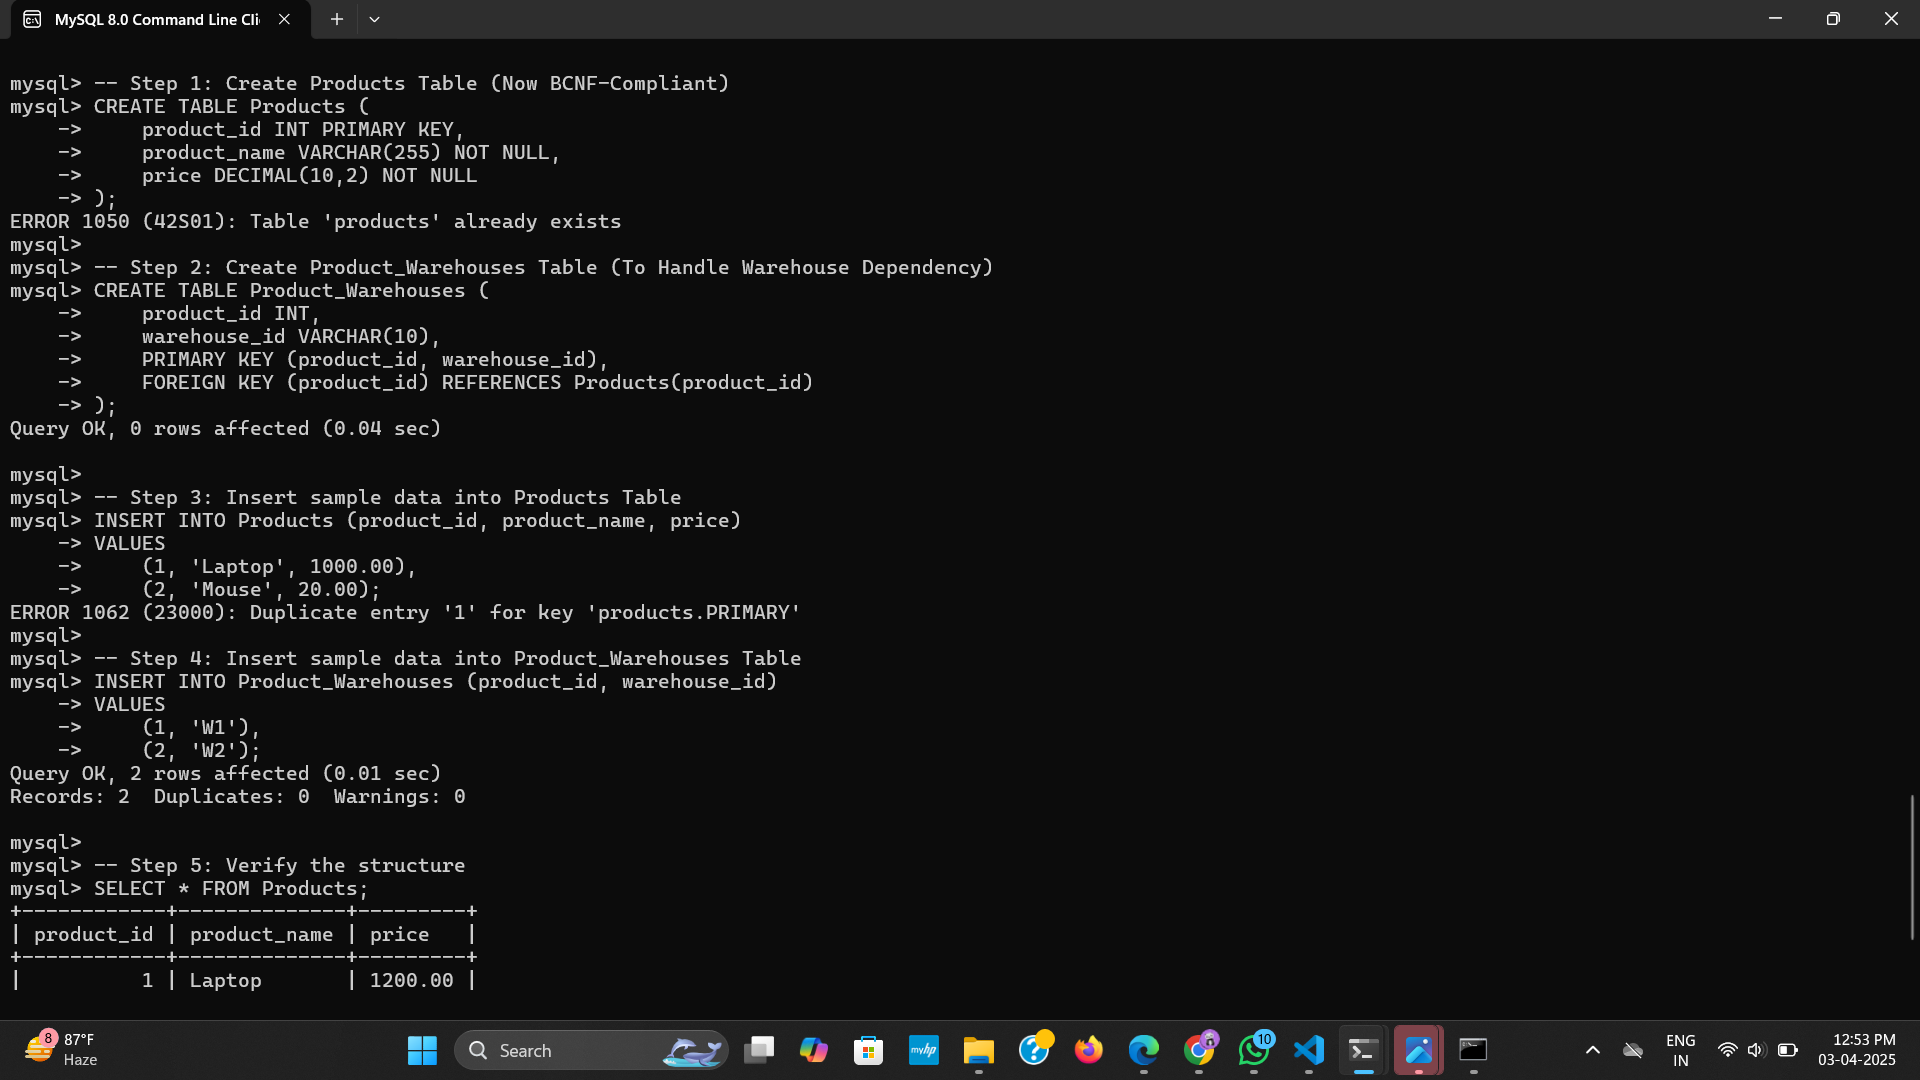 MySQL 8.0 Command Line Cli
mysql> -- Step 1: Create Products Table (Now BCNF-Compliant)
mysql> CREATE TABLE Products (
    ->     product_id INT PRIMARY KEY,
    ->     product_name VARCHAR(255) NOT NULL,
    ->     price DECIMAL(10,2) NOT NULL
    -> );
ERROR 1050 (42S01): Table 'products' already exists
mysql>
mysql> -- Step 2: Create Product_Warehouses Table (To Handle Warehouse Dependency)
mysql> CREATE TABLE Product_Warehouses (
    ->     product_id INT,
    ->     warehouse_id VARCHAR(10),
    ->     PRIMARY KEY (product_id, warehouse_id),
    ->     FOREIGN KEY (product_id) REFERENCES Products(product_id)
    -> );
Query OK, 0 rows affected (0.04 sec)
mysql>
mysql> -- Step 3: Insert sample data into Products Table
mysql> INSERT INTO Products (product_id, product_name, price)
    -> VALUES
    ->     (1, 'Laptop', 1000.00),
    ->     (2, 'Mouse', 20.00);
ERROR 1062 (23000): Duplicate entry '1' for key 'products.PRIMARY'
mysql>
mysql> -- Step 4: Insert sample data into Product_Warehouses Table
mysql> INSERT INTO Product_Warehouses (product_id, warehouse_id)
    -> VALUES
    ->     (1, 'W1'),
    ->     (2, 'W2');
Query OK, 2 rows affected (0.01 sec)
Records: 2  Duplicates: 0  Warnings: 0
mysql>
mysql> -- Step 5: Verify the structure
mysql> SELECT * FROM Products;
+------------+--------------+---------+
| product_id | product_name | price   |
+------------+--------------+---------+
|          1 | Laptop       | 1200.00 |
8
87°F
Haze
Search
myhp
10
ENG
IN
12:53 PM
03-04-2025